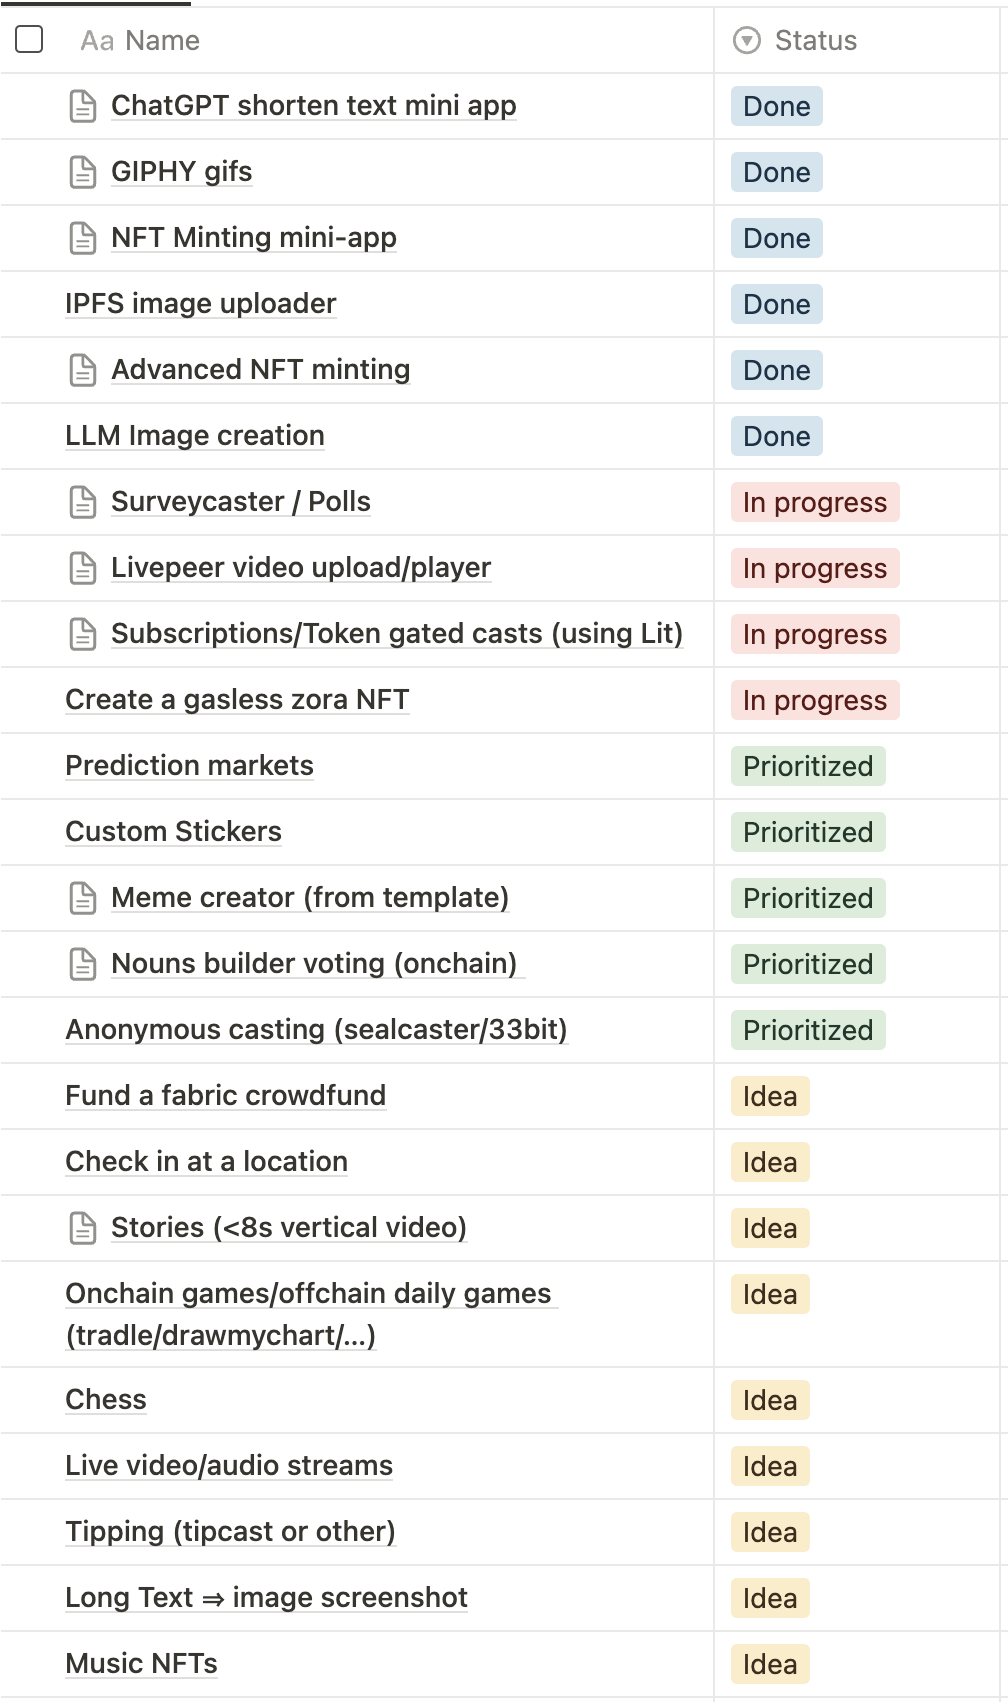 Aa Name Status
ChatGPT shorten text mini app Done
GIPHY gifs Done
NFT Minting mini-app Done
IPFS image uploader Done
Advanced NFT minting Done
LLM Image creation Done
Surveycaster / Polls In progress
Livepeer video upload/player In progress
Subscriptions/Token gated casts (using Lit) In progress
Create a gasless zora NFT In progress
Prediction markets Prioritized
Custom Stickers Prioritized
Meme creator (from template) Prioritized
Nouns builder voting (onchain) Prioritized
Anonymous casting (sealcaster/33bit) Prioritized
Fund a fabric crowdfund Idea
Check in at a location Idea
Stories (<8s vertical video) Idea
Onchain games/offchain daily games Idea
(tradle/drawmychart/...)
Chess Idea
Live video/audio streams Idea
Tipping (tipcast or other) Idea
Long Text ⇒ image screenshot Idea
Music NFTs Idea